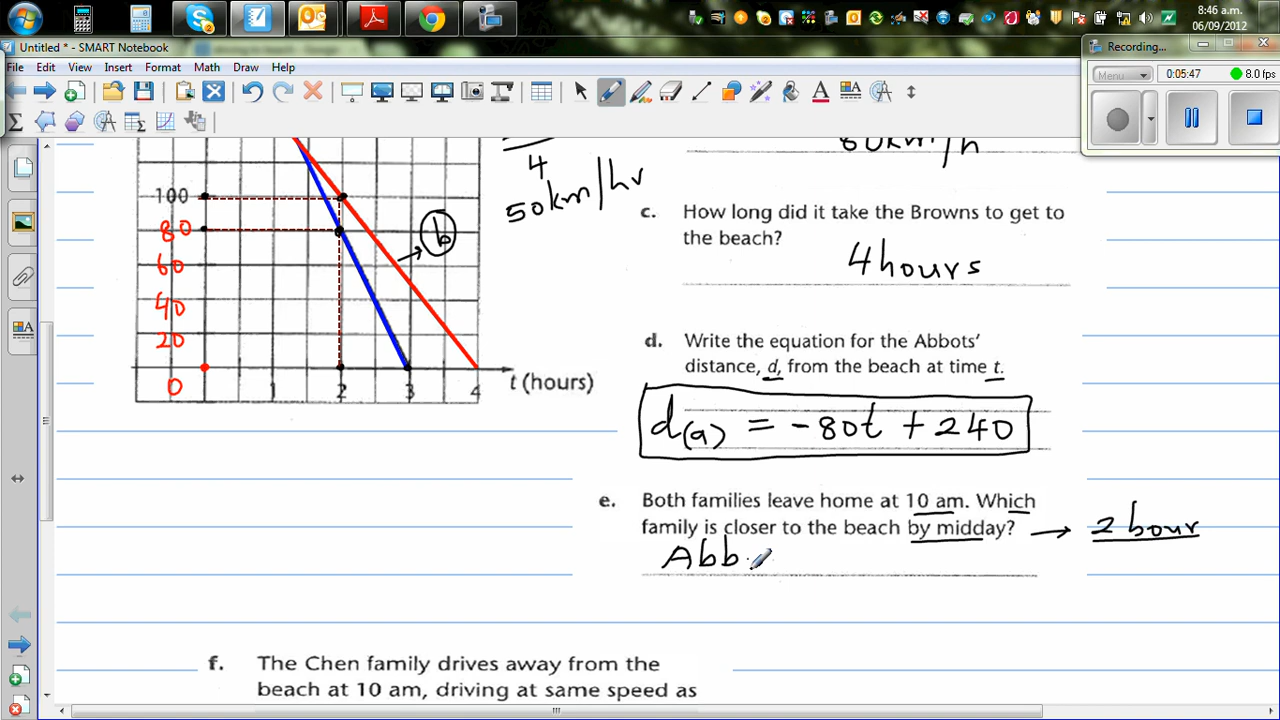 8:46 a.m.
06/09/2012
Untitled * - SMART Notebook
File Edit View Insert Format Math Draw Help
Recording...
Menu
0:05:47
8.0 fps
4
50km/hr
80km/h
100
80
60
40
20
0
1 2 3 4
t (hours)
b
c. How long did it take the Browns to get to
the beach?
4hours
d. Write the equation for the Abbots'
distance, d, from the beach at time t.
d(a) = -80t + 240
e. Both families leave home at 10 am. Which
family is closer to the beach by midday? → 2 hour
Abb
f. The Chen family drives away from the
beach at 10 am, driving at same speed as